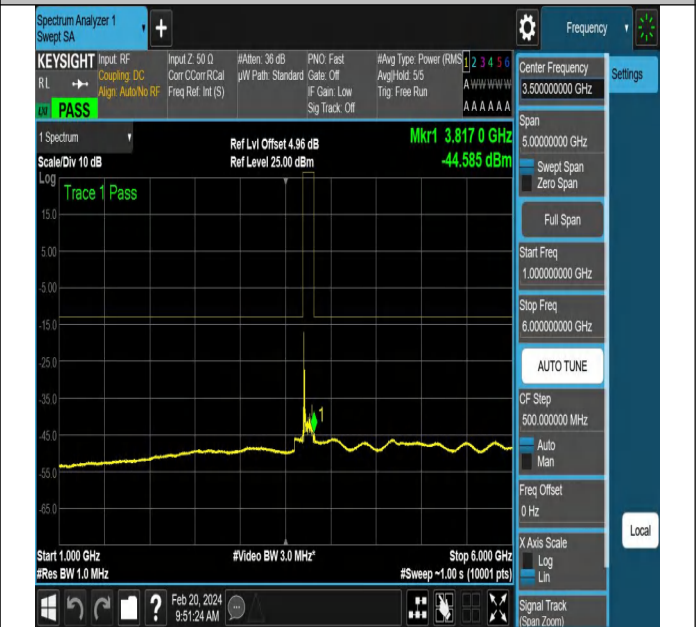 Spectrum Analyzer 1
Swept SA
Frequency
KEYSIGHT
RL
PASS
Input: RF
Coupling: DC
Align: Auto/No RF
Input Z: 50 Ω
Corr CCorr RCal
Freq Ref: Int (S)
#Atten: 36 dB
µW Path: Standard
PNO: Fast
Gate: Off
IF Gain: Low
Sig Track: Off
#Avg Type: Power (RMS
Avg|Hold: 5/5
Trig: Free Run
1 2 3 4 5 6
A W W W W W
A A A A A A
1 Spectrum
Scale/Div 10 dB
Log
Ref Lvl Offset 4.96 dB
Ref Level 25.00 dBm
Mkr1 3.817 0 GHz
-44.585 dBm
Trace 1 Pass
15.0
5.00
-5.00
-15.0
-25.0
-35.0
-45.0
-55.0
-65.0
1
Start 1.000 GHz
#Res BW 1.0 MHz
#Video BW 3.0 MHz*
Stop 6.000 GHz
#Sweep ~1.00 s (10001 pts)
Feb 20, 2024
9:51:24 AM
Center Frequency
3.500000000 GHz
Settings
Span
5.00000000 GHz
Swept Span
Zero Span
Full Span
Start Freq
1.000000000 GHz
Stop Freq
6.000000000 GHz
AUTO TUNE
CF Step
500.000000 MHz
Auto
Man
Freq Offset
0 Hz
X Axis Scale
Log
Lin
Local
Signal Track
(Span Zoom)